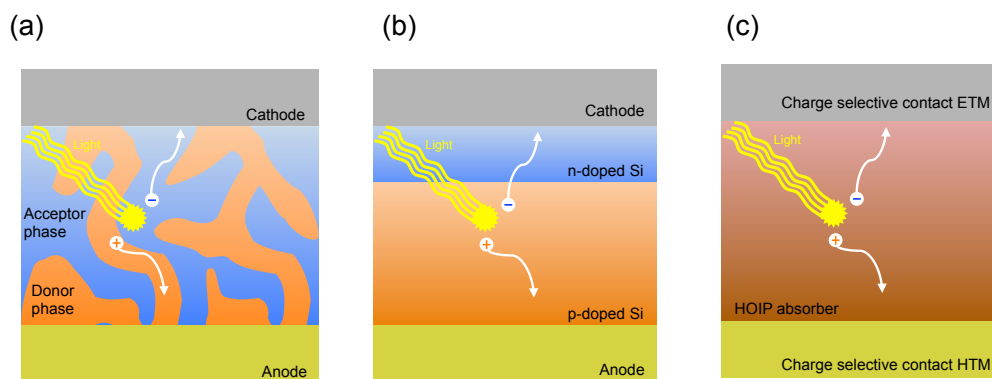 (a)
Cathode
Light
Acceptor
phase
−
+
Donor
phase
Anode
(b)
Cathode
Light
n-doped Si
−
+
p-doped Si
Anode
(c)
Charge selective contact ETM
Light
−
+
HOIP absorber
Charge selective contact HTM